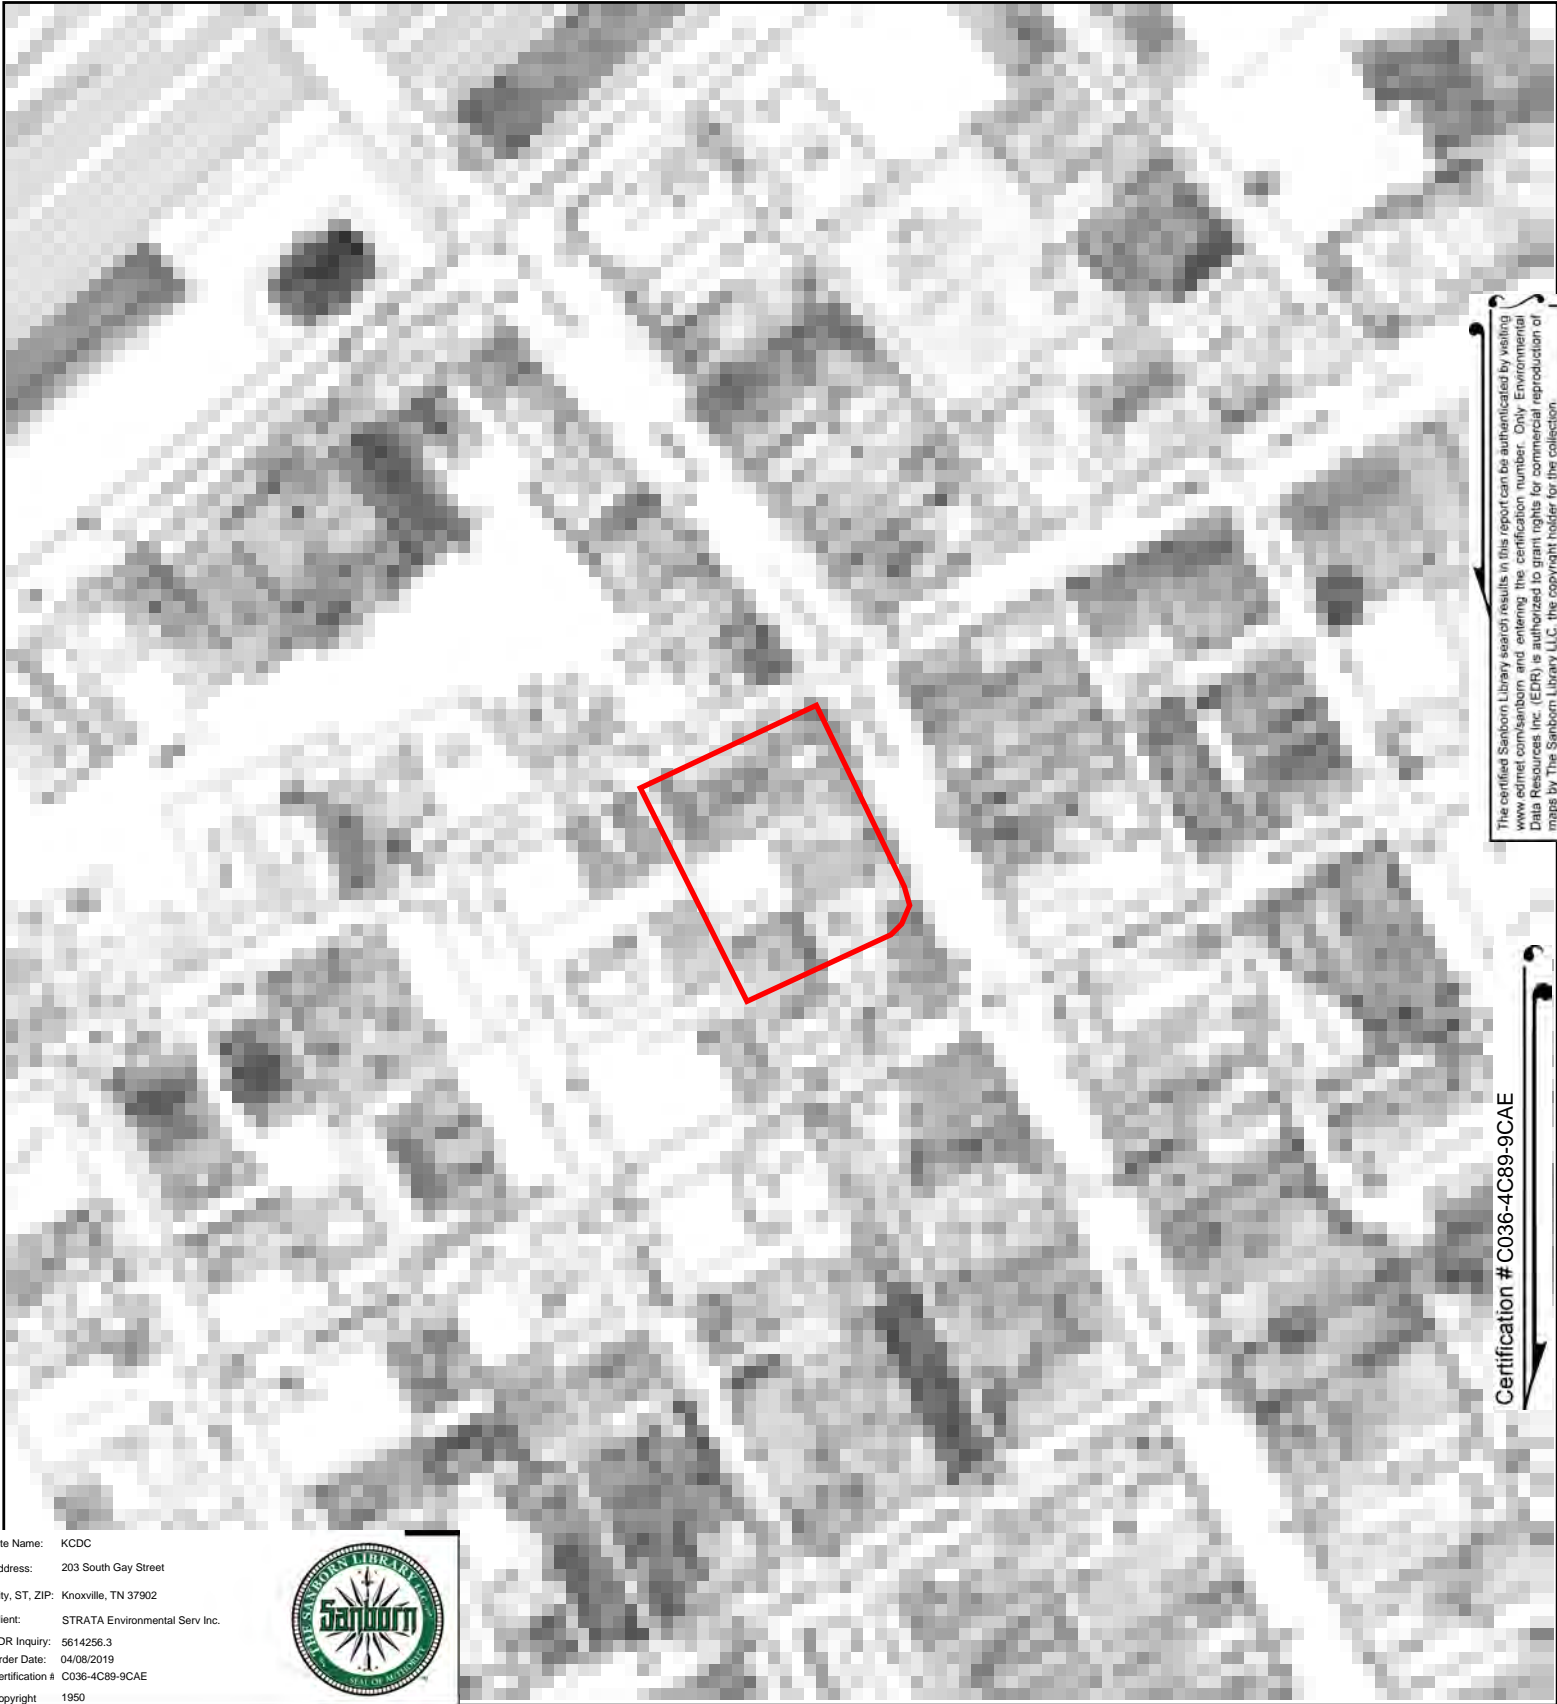 The certified Sanborn Library search results in this report can be authenticated by visiting
www.edrnet.com/sanborn and entering the certification number. Only Environmental
Data Resources Inc. (EDR) is authorized to grant rights for commercial reproduction of
maps by The Sanborn Library LLC, the copyright holder for the collection.
Certification # C036-4C89-9CAE
te Name: KCDC
ddress: 203 South Gay Street
ty, ST, ZIP: Knoxville, TN 37902
ient: STRATA Environmental Serv Inc.
DR Inquiry: 5614256.3
rder Date: 04/08/2019
ertification # C036-4C89-9CAE
opyright 1950
THE SANBORN LIBRARY, LLC
Sanborn
SEAL OF AUTHORITY